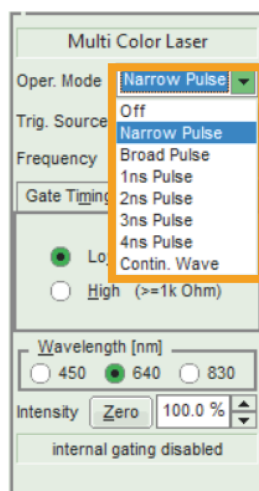 Multi Color Laser
Oper. Mode Narrow Pulse
Off
Trig. Source
Narrow Pulse
Broad Pulse
Frequency
1ns Pulse
Gate Timing
2ns Pulse
3ns Pulse
4ns Pulse
Contin. Wave
High (>=1k Ohm)
Wavelength [nm]
450 640 830
Intensity Zero 100.0 %
internal gating disabled